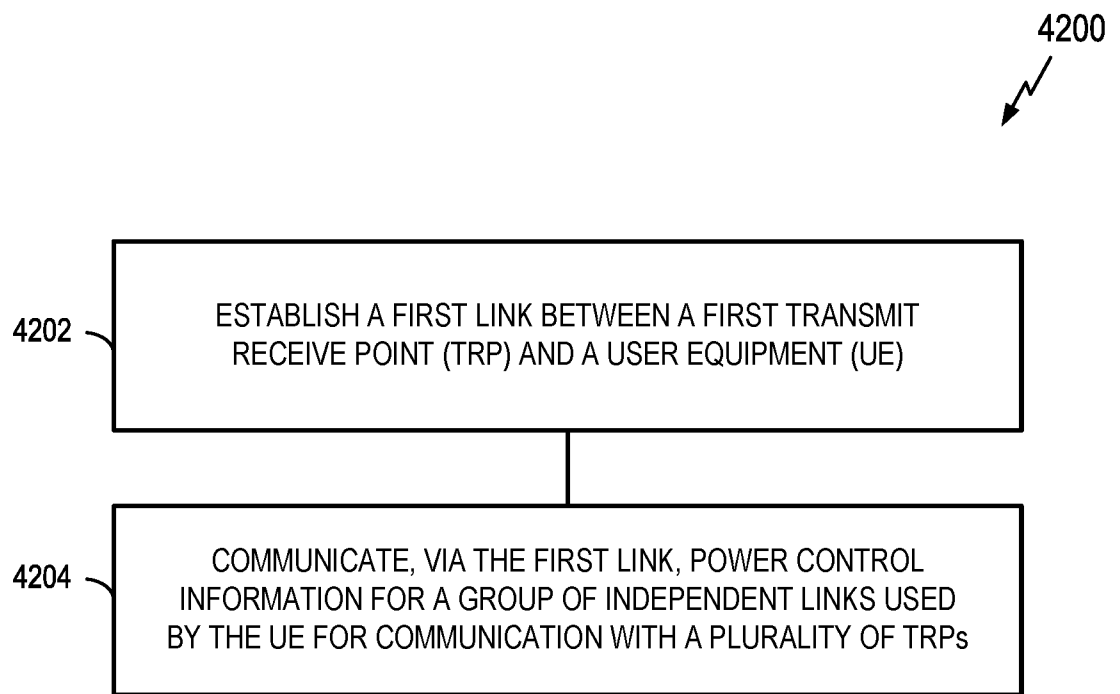 4200
4202
ESTABLISH A FIRST LINK BETWEEN A FIRST TRANSMIT
RECEIVE POINT (TRP) AND A USER EQUIPMENT (UE)
4204
COMMUNICATE, VIA THE FIRST LINK, POWER CONTROL
INFORMATION FOR A GROUP OF INDEPENDENT LINKS USED
BY THE UE FOR COMMUNICATION WITH A PLURALITY OF TRPs